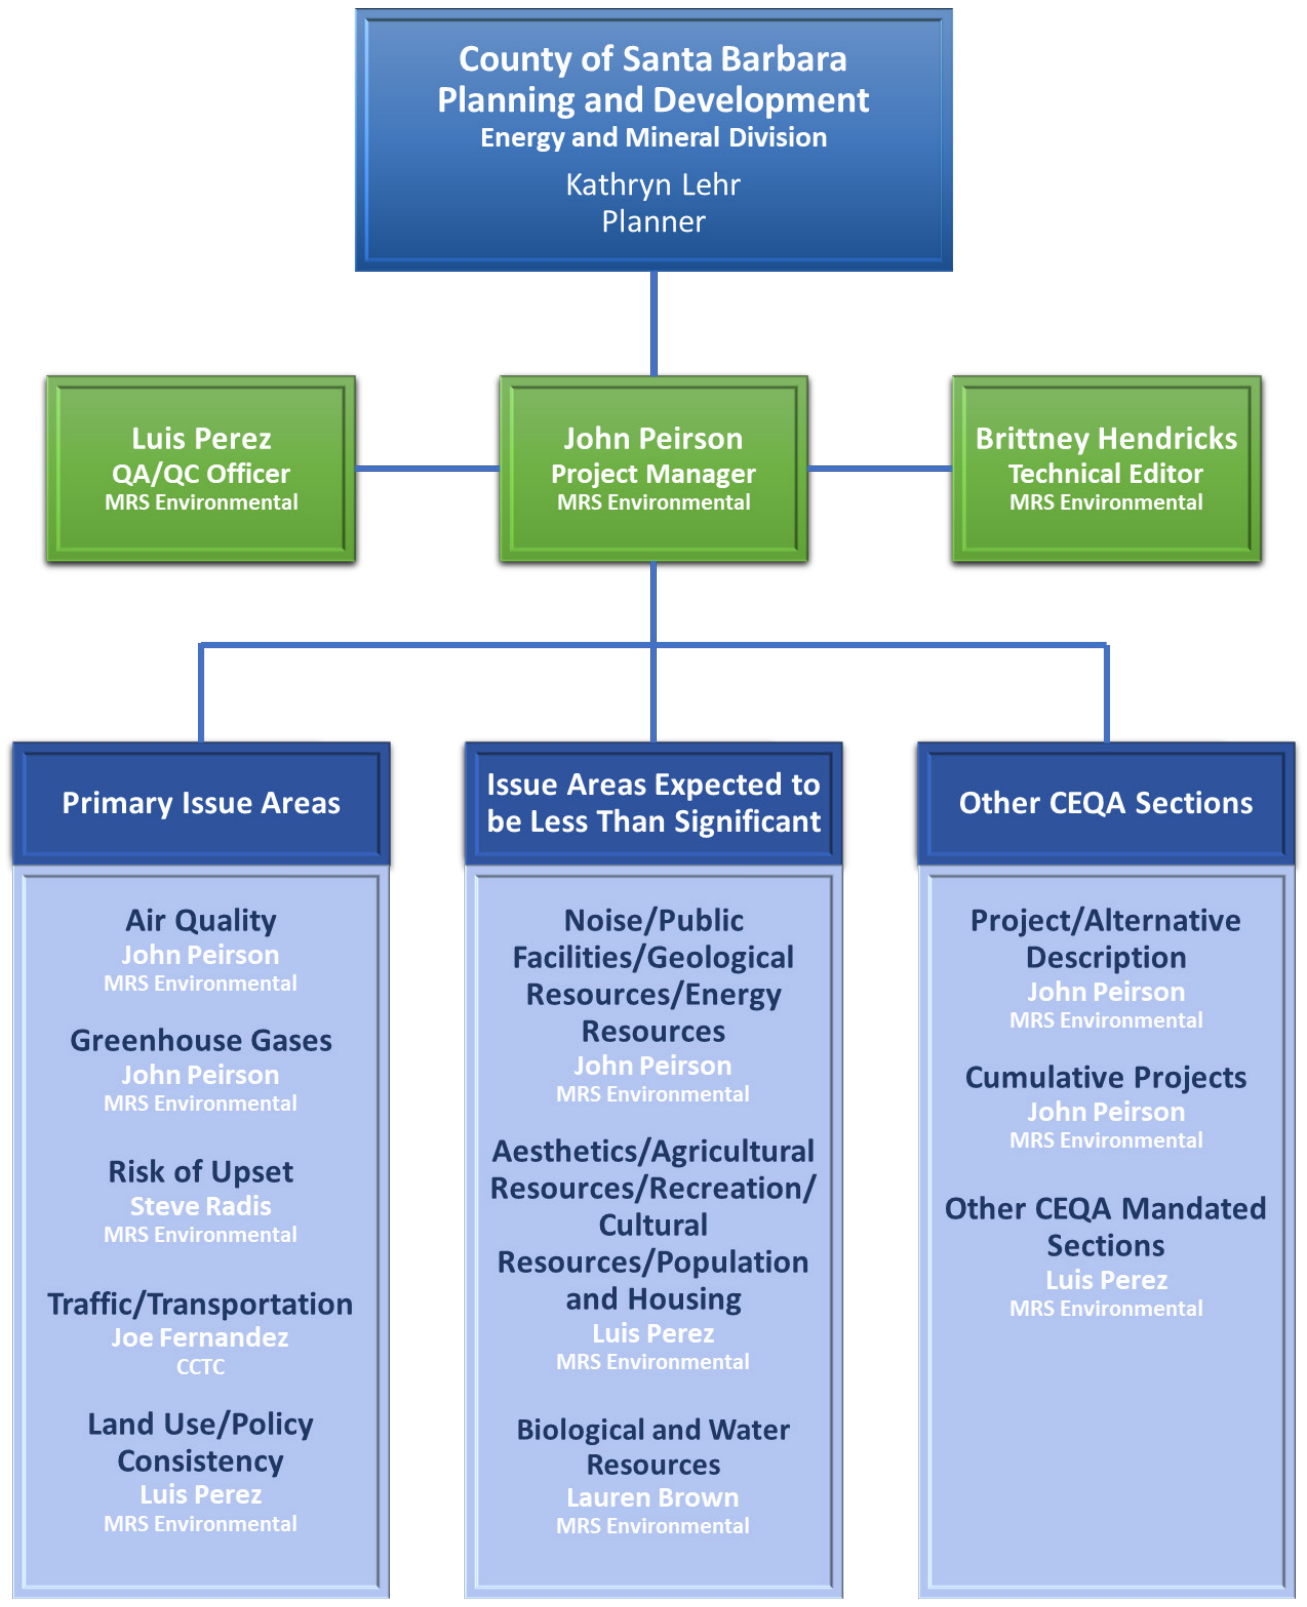 County of Santa Barbara
Planning and Development
Energy and Mineral Division
Kathryn Lehr
Planner
Luis Perez
QA/QC Officer
MRS Environmental
John Peirson
Project Manager
MRS Environmental
Brittney Hendricks
Technical Editor
MRS Environmental
Primary Issue Areas
Air Quality
John Peirson
MRS Environmental
Greenhouse Gases
John Peirson
MRS Environmental
Risk of Upset
Steve Radis
MRS Environmental
Traffic/Transportation
Joe Fernandez
CCTC
Land Use/Policy
Consistency
Luis Perez
MRS Environmental
Issue Areas Expected to
be Less Than Significant
Noise/Public
Facilities/Geological
Resources/Energy
Resources
John Peirson
MRS Environmental
Aesthetics/Agricultural
Resources/Recreation/
Cultural
Resources/Population
and Housing
Luis Perez
MRS Environmental
Biological and Water
Resources
Lauren Brown
MRS Environmental
Other CEQA Sections
Project/Alternative
Description
John Peirson
MRS Environmental
Cumulative Projects
John Peirson
MRS Environmental
Other CEQA Mandated
Sections
Luis Perez
MRS Environmental